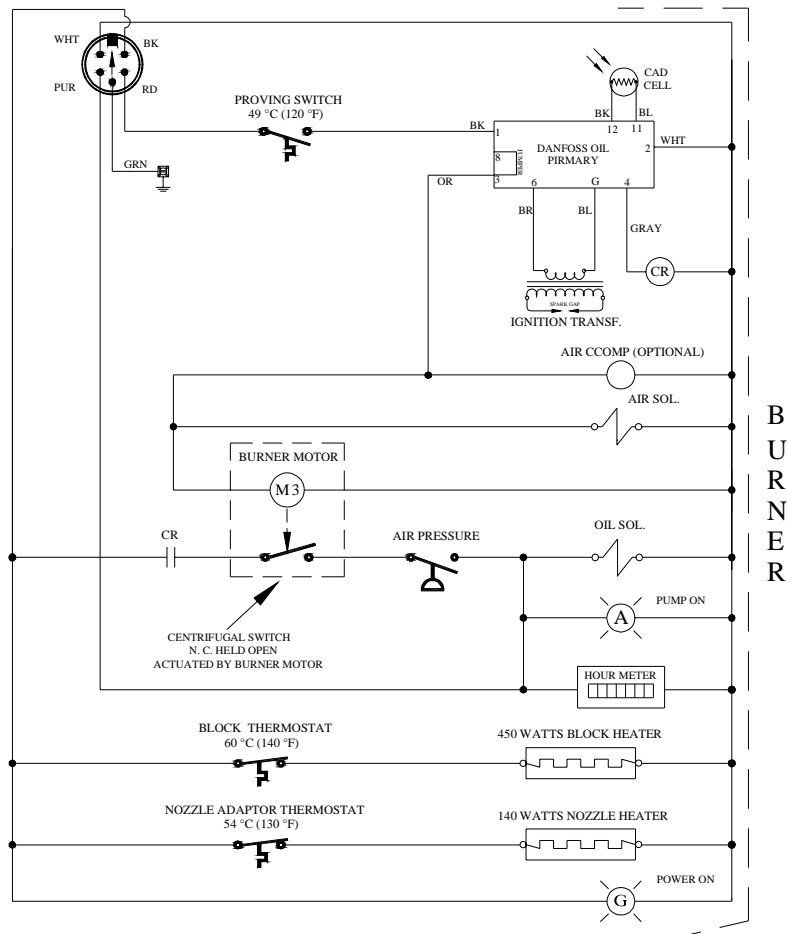 WHT
BK
PUR
RD
GRN
PROVING SWITCH
49 °C (120 °F)
CAD
CELL
BK
BL
12
11
BK
1
DANFOSS OIL
PIRMARY
2
WHT
8
JUMPER
3
OR
6
G
4
BR
BL
GRAY
CR
SPARK GAP
IGNITION TRANSF.
AIR CCOMP (OPTIONAL)
AIR SOL.
BURNER MOTOR
M3
CR
AIR PRESSURE
OIL SOL.
PUMP ON
A
CENTRIFUGAL SWITCH
N. C. HELD OPEN
ACTUATED BY BURNER MOTOR
HOUR METER
BLOCK THERMOSTAT
60 °C (140 °F)
450 WATTS BLOCK HEATER
NOZZLE ADAPTOR THERMOSTAT
54 °C (130 °F)
140 WATTS NOZZLE HEATER
POWER ON
G
BURNER